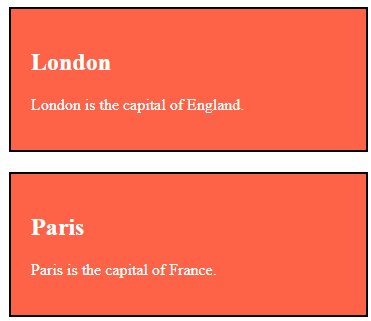 London
London is the capital of England.
Paris
Paris is the capital of France.